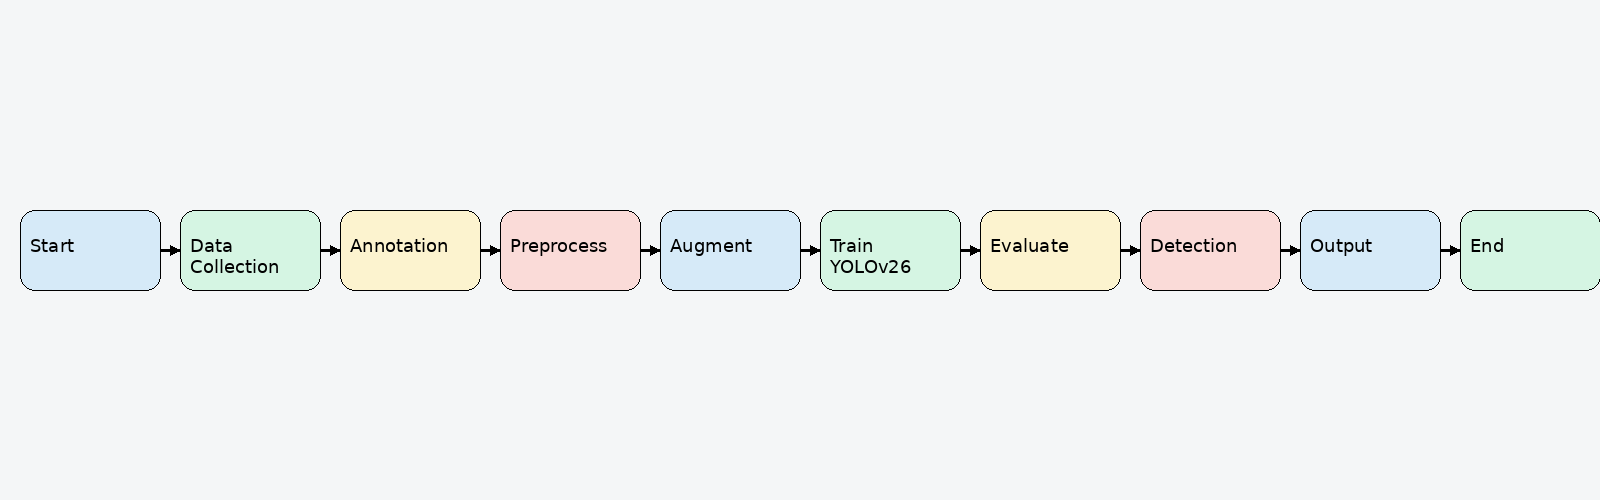 Start
Data
Collection
Annotation
Preprocess
Augment
Train
YOLOv26
Evaluate
Detection
Output
End